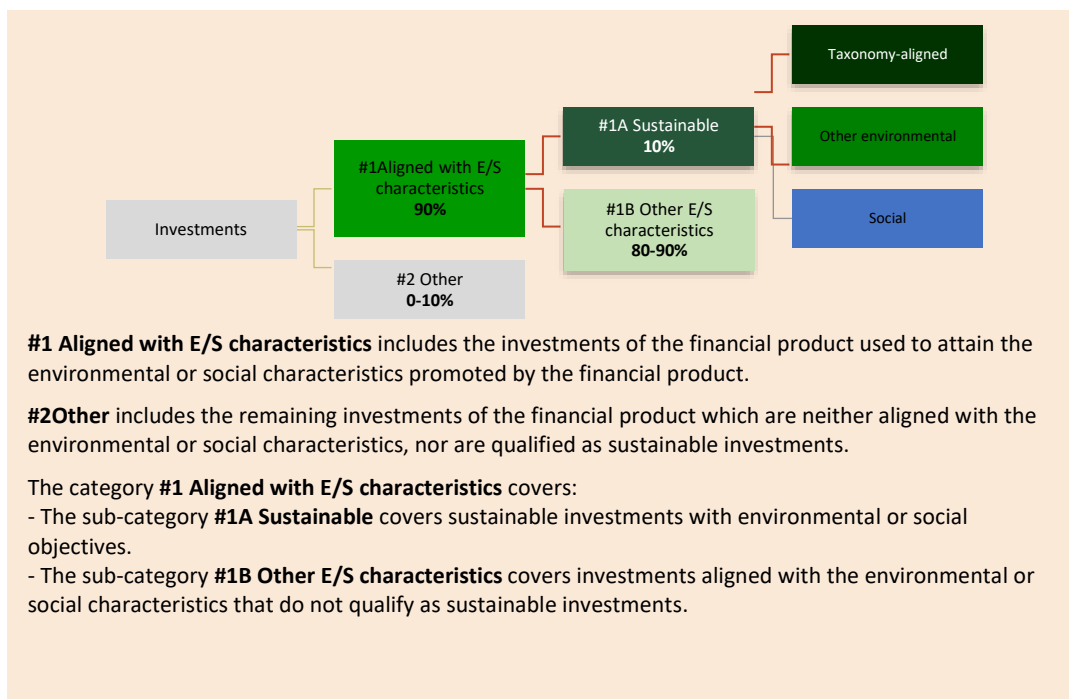 Taxonomy-aligned
#1A Sustainable
10%
Other environmental
#1Aligned with E/S
characteristics
90%
#1B Other E/S
characteristics
80-90%
Social
Investments
#2 Other
0-10%
#1 Aligned with E/S characteristics includes the investments of the financial product used to attain the
environmental or social characteristics promoted by the financial product.
#2Other includes the remaining investments of the financial product which are neither aligned with the
environmental or social characteristics, nor are qualified as sustainable investments.
The category #1 Aligned with E/S characteristics covers:
- The sub-category #1A Sustainable covers sustainable investments with environmental or social
objectives.
- The sub-category #1B Other E/S characteristics covers investments aligned with the environmental or
social characteristics that do not qualify as sustainable investments.